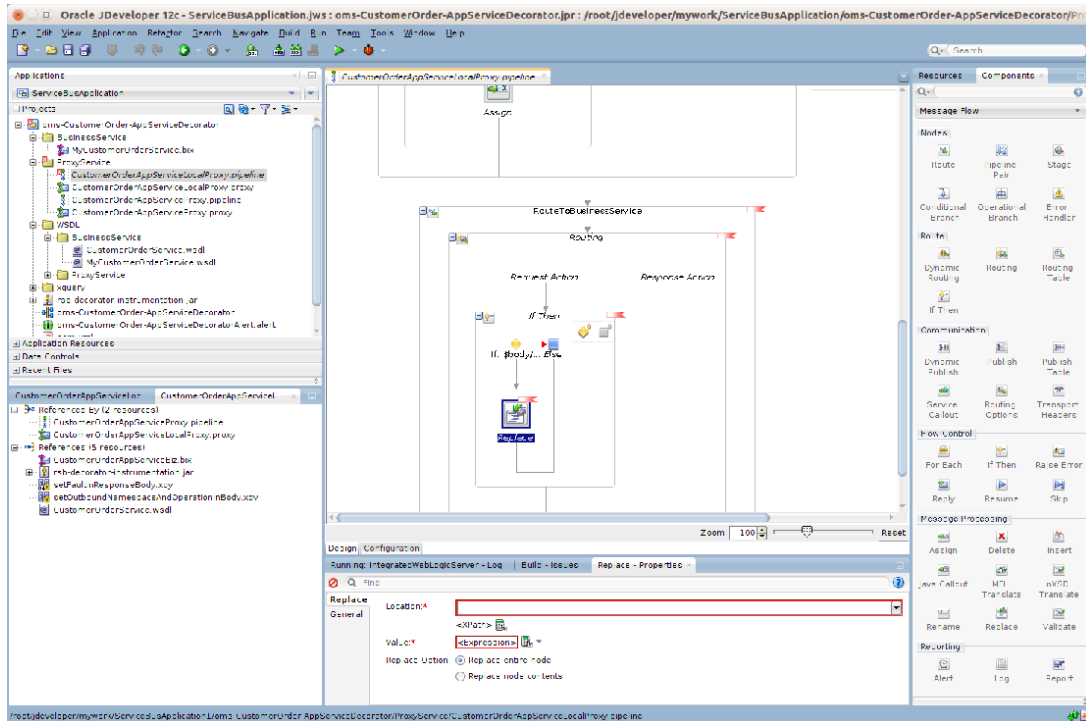 Oracle JDeveloper 12c - ServiceBusApplication.jws : oms-CustomerOrder-AppServiceDecorator.jpr : /root/jdeveloper/mywork/ServiceBusApplication/oms-CustomerOrder-AppServiceDecorator/Pro
File Edit View Application Refactor Search Navigate Build Run Team Tools Window Help
Search
Applications
ServiceBusApplication
Projects
oms-CustomerOrder-AppServiceDecorator
BusinessService
MyCustomerOrderService.bix
ProxyService
CustomerOrderAppServiceLocalProxy.pipeline
CustomerOrderAppServiceLocalProxy.proxy
CustomerOrderAppServiceProxy.pipeline
CustomerOrderAppServiceProxy.proxy
WSDL
BusinessService
CustomerOrderService.wsdl
MyCustomerOrderService.wsdl
ProxyService
xquery
rsb-decorator-instrumentation.jar
oms-CustomerOrder-AppServiceDecorator
oms-CustomerOrder-AppServiceDecoratorAlert.alert
Application Resources
Data Controls
Recent Files
CustomerOrderAppServiceLoc CustomerOrderAppServiceL
References By (2 resources)
CustomerOrderAppServiceProxy.pipeline
CustomerOrderAppServiceLocalProxy.proxy
References (5 resources)
CustomerOrderAppServiceBiz.bix
rsb-decorator-instrumentation.jar
setFaultInResponseBody.xqy
setOutboundNamespaceAndOperationInBody.xqy
CustomerOrderService.wsdl
CustomerOrderAppServiceLocalProxy.pipeline
Assign
RouteToBusinessService
Routing
Request Action Response Action
If Then
If: $body/... Else
Replace
Zoom 100 Reset
Design Configuration
Running: IntegratedWebLogicServer - Log Build - Issues Replace - Properties
Find
Replace
General
Location:*
<XPath>
Value:* <Expression>
Replace Option Replace entire node
Replace node contents
Resources Components
Message Flow
Nodes
Route Pipeline Pair Stage
Conditional Branch Operational Branch Error Handler
Route
Dynamic Routing Routing Routing Table
If Then
Communication
Dynamic Publish Publish Publish Table
Service Callout Routing Options Transport Headers
Flow Control
For Each If Then Raise Error
Reply Resume Skip
Message Processing
Assign Delete Insert
Java Callout MFL Translate nXSD Translate
Rename Replace Validate
Reporting
Alert Log Report
/root/jdeveloper/mywork/ServiceBusApplication1/oms-CustomerOrder-AppServiceDecorator/ProxyService/CustomerOrderAppServiceLocalProxy.pipeline